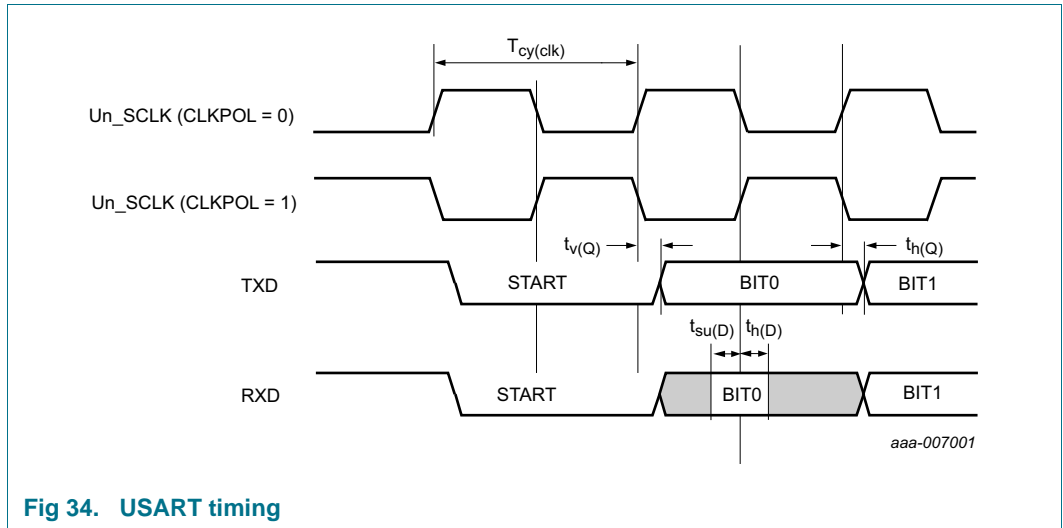 Tcy(clk)
Un_SCLK (CLKPOL = 0)
Un_SCLK (CLKPOL = 1)
tv(Q)
th(Q)
TXD
START
BIT0
BIT1
tsu(D)
th(D)
RXD
START
BIT0
BIT1
aaa-007001
Fig 34. USART timing